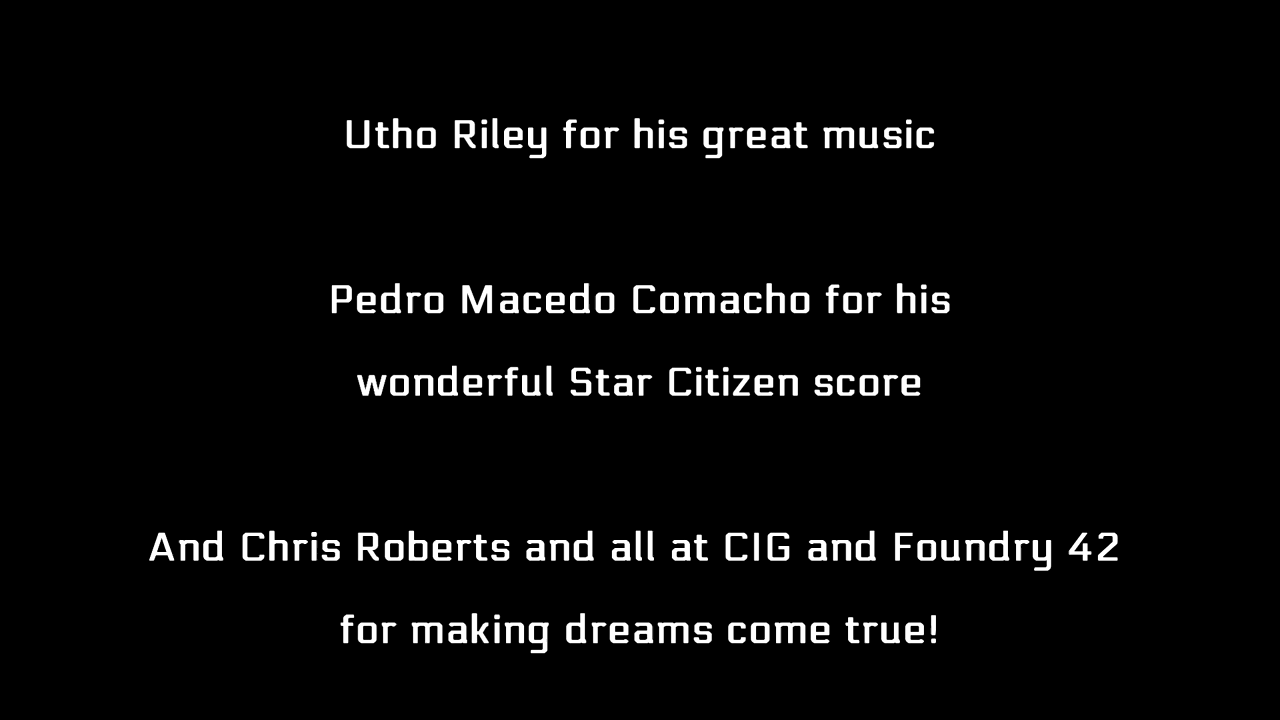 Utho Riley for his great music
Pedro Macedo Comacho for his
wonderful Star Citizen score
And Chris Roberts and all at CIG and Foundry 42
for making dreams come true!